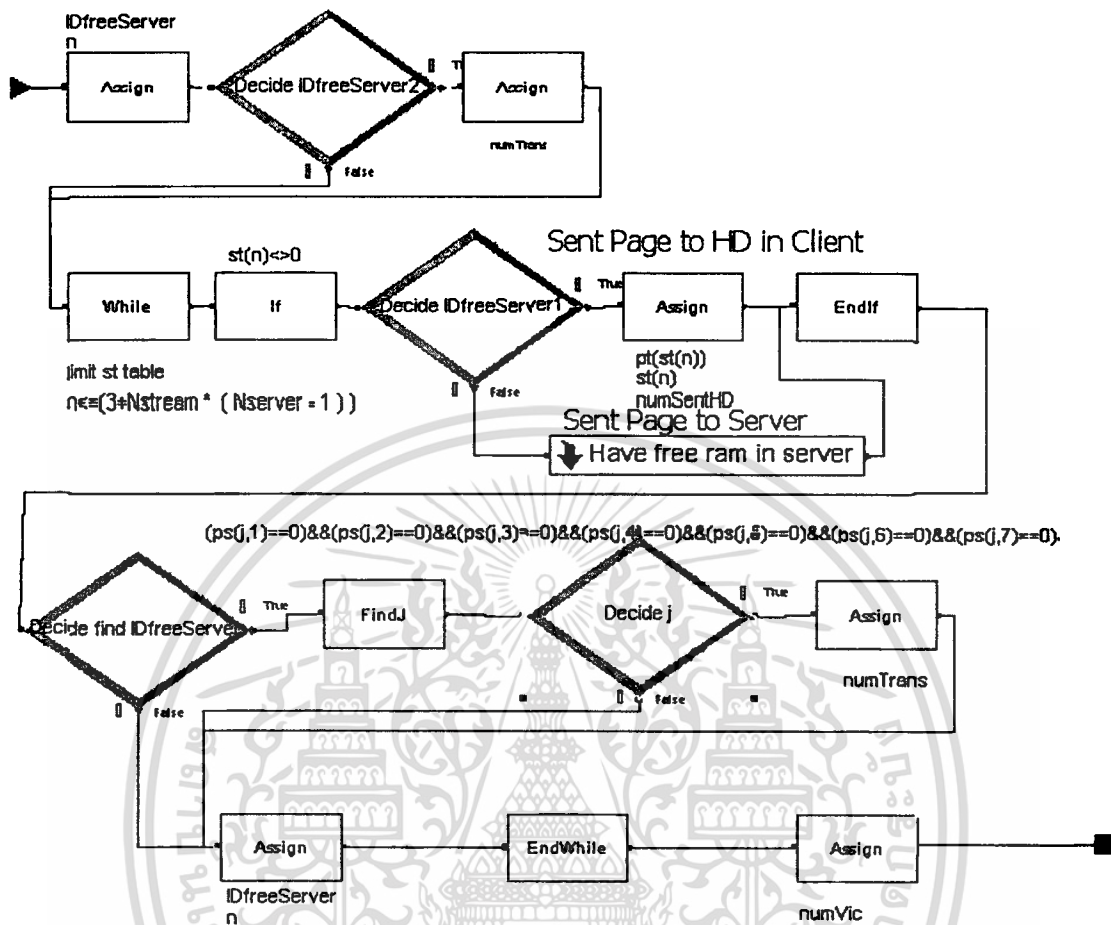 IDfreeServer
n
Assign
Decide IDfreeServer2
True
Assign
numTrans
False
Sent Page to HD in Client
st(n)<>0
While
If
Decide IDfreeServer1
True
Assign
EndIf
limit st table
pt(st(n))
st(n)
numSentHD
False
Sent Page to Server
Have free ram in server
(ps(j,1)==0)&&(ps(j,2)==0)&&(ps(j,3)==0)&&(ps(j,4)==0)&&(ps(j,5)==0)&&(ps(j,6)==0)&&(ps(j,7)==0)
Decide find IDfreeServer
True
FindJ
Decide j
True
Assign
numTrans
False
False
Assign
EndWhile
Assign
IDfreeServer
n
numVic